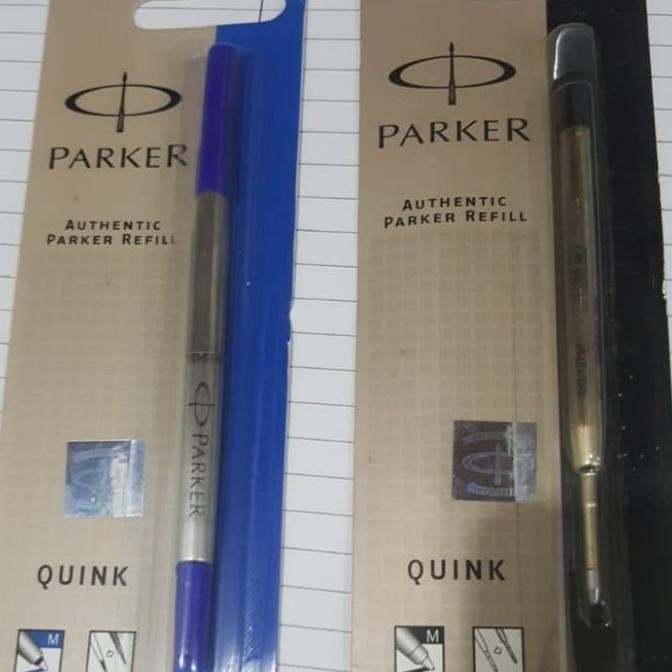 PARKER
AUTHENTIC
PARKER REFILL
PARKER
QUINK
M
PARKER
AUTHENTIC
PARKER REFILL
QUINK
M